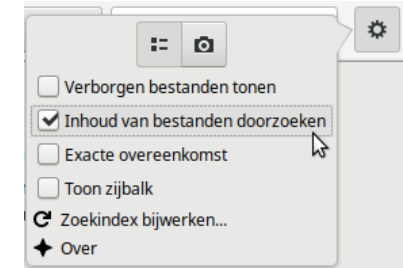 Verborgen bestanden tonen
Inhoud van bestanden doorzoeken
Exacte overeenkomst
Toon zijbalk
Zoekindex bijwerken...
Over